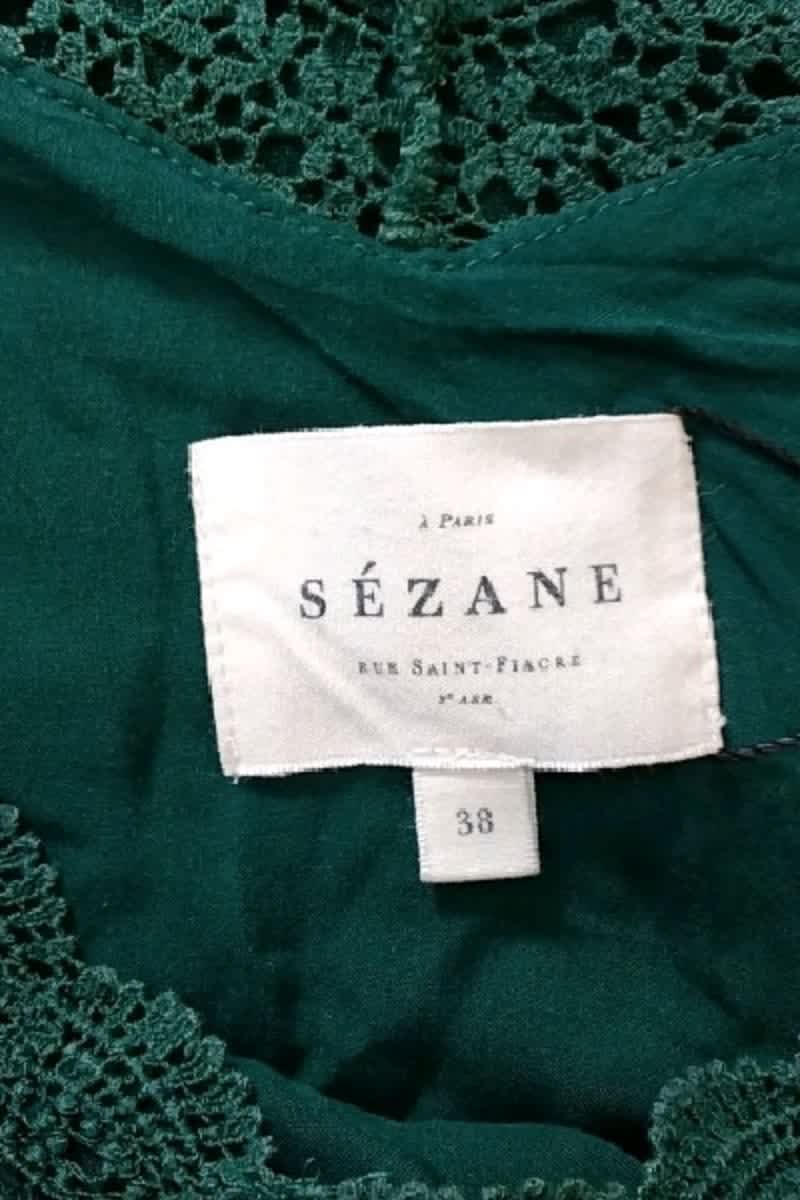 À PARIS
SÉZANE
RUE SAINT-FIACRE
2ᵉ ARR.
38